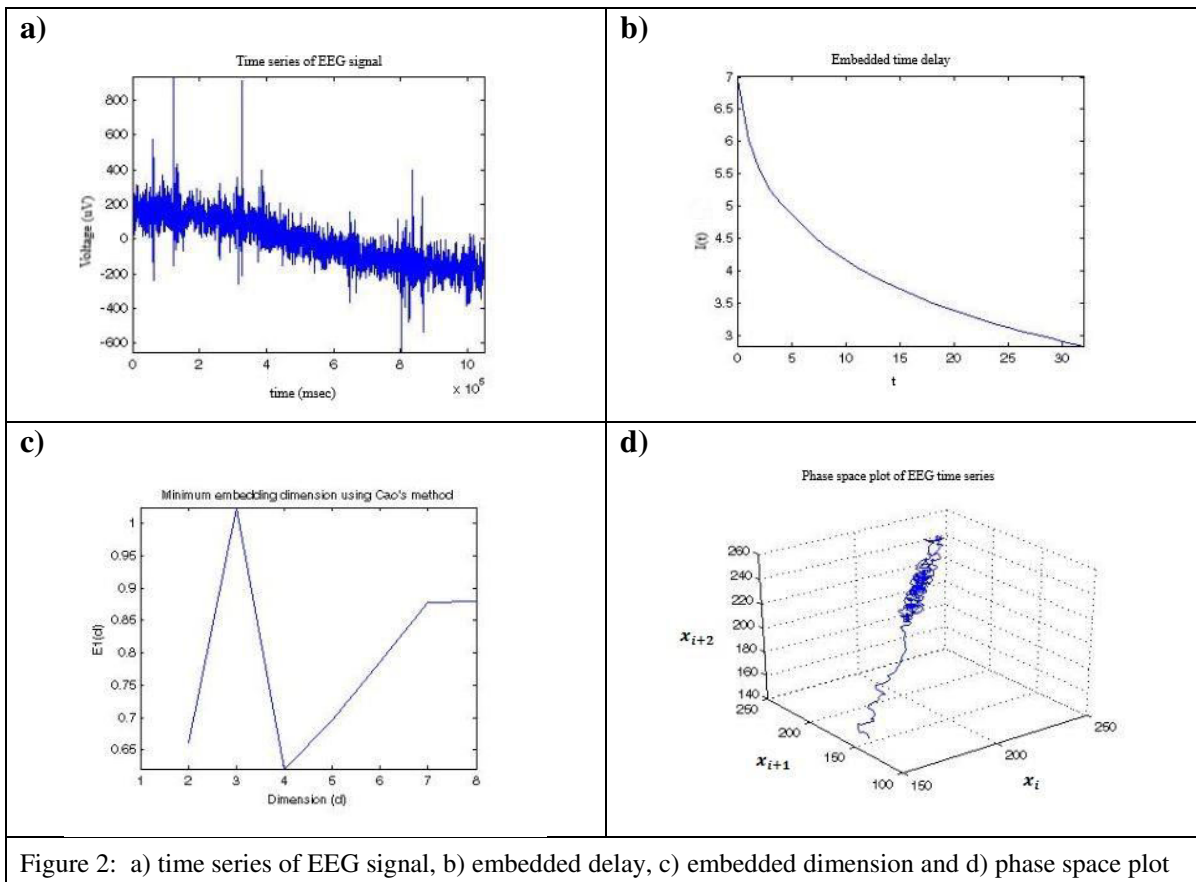 a)
Time series of EEG signal
800
600
400
200
0
-200
-400
-600
Voltage (uV)
0 2 4 6 8 10
time (msec)
x 10^5
b)
Embedded time delay
7
6.5
6
5.5
5
4.5
4
3.5
3
I(t)
0 5 10 15 20 25 30
t
c)
Minimum embedding dimension using Cao's method
1
0.95
0.9
0.85
0.8
0.75
0.7
0.65
E1(d)
1 2 3 4 5 6 7 8
Dimension (d)
d)
Phase space plot of EEG time series
260
240
220
200
180
160
140
x_{i+2}
250
200
150
100
x_{i+1}
150
200
250
x_i
Figure 2: a) time series of EEG signal, b) embedded delay, c) embedded dimension and d) phase space plot